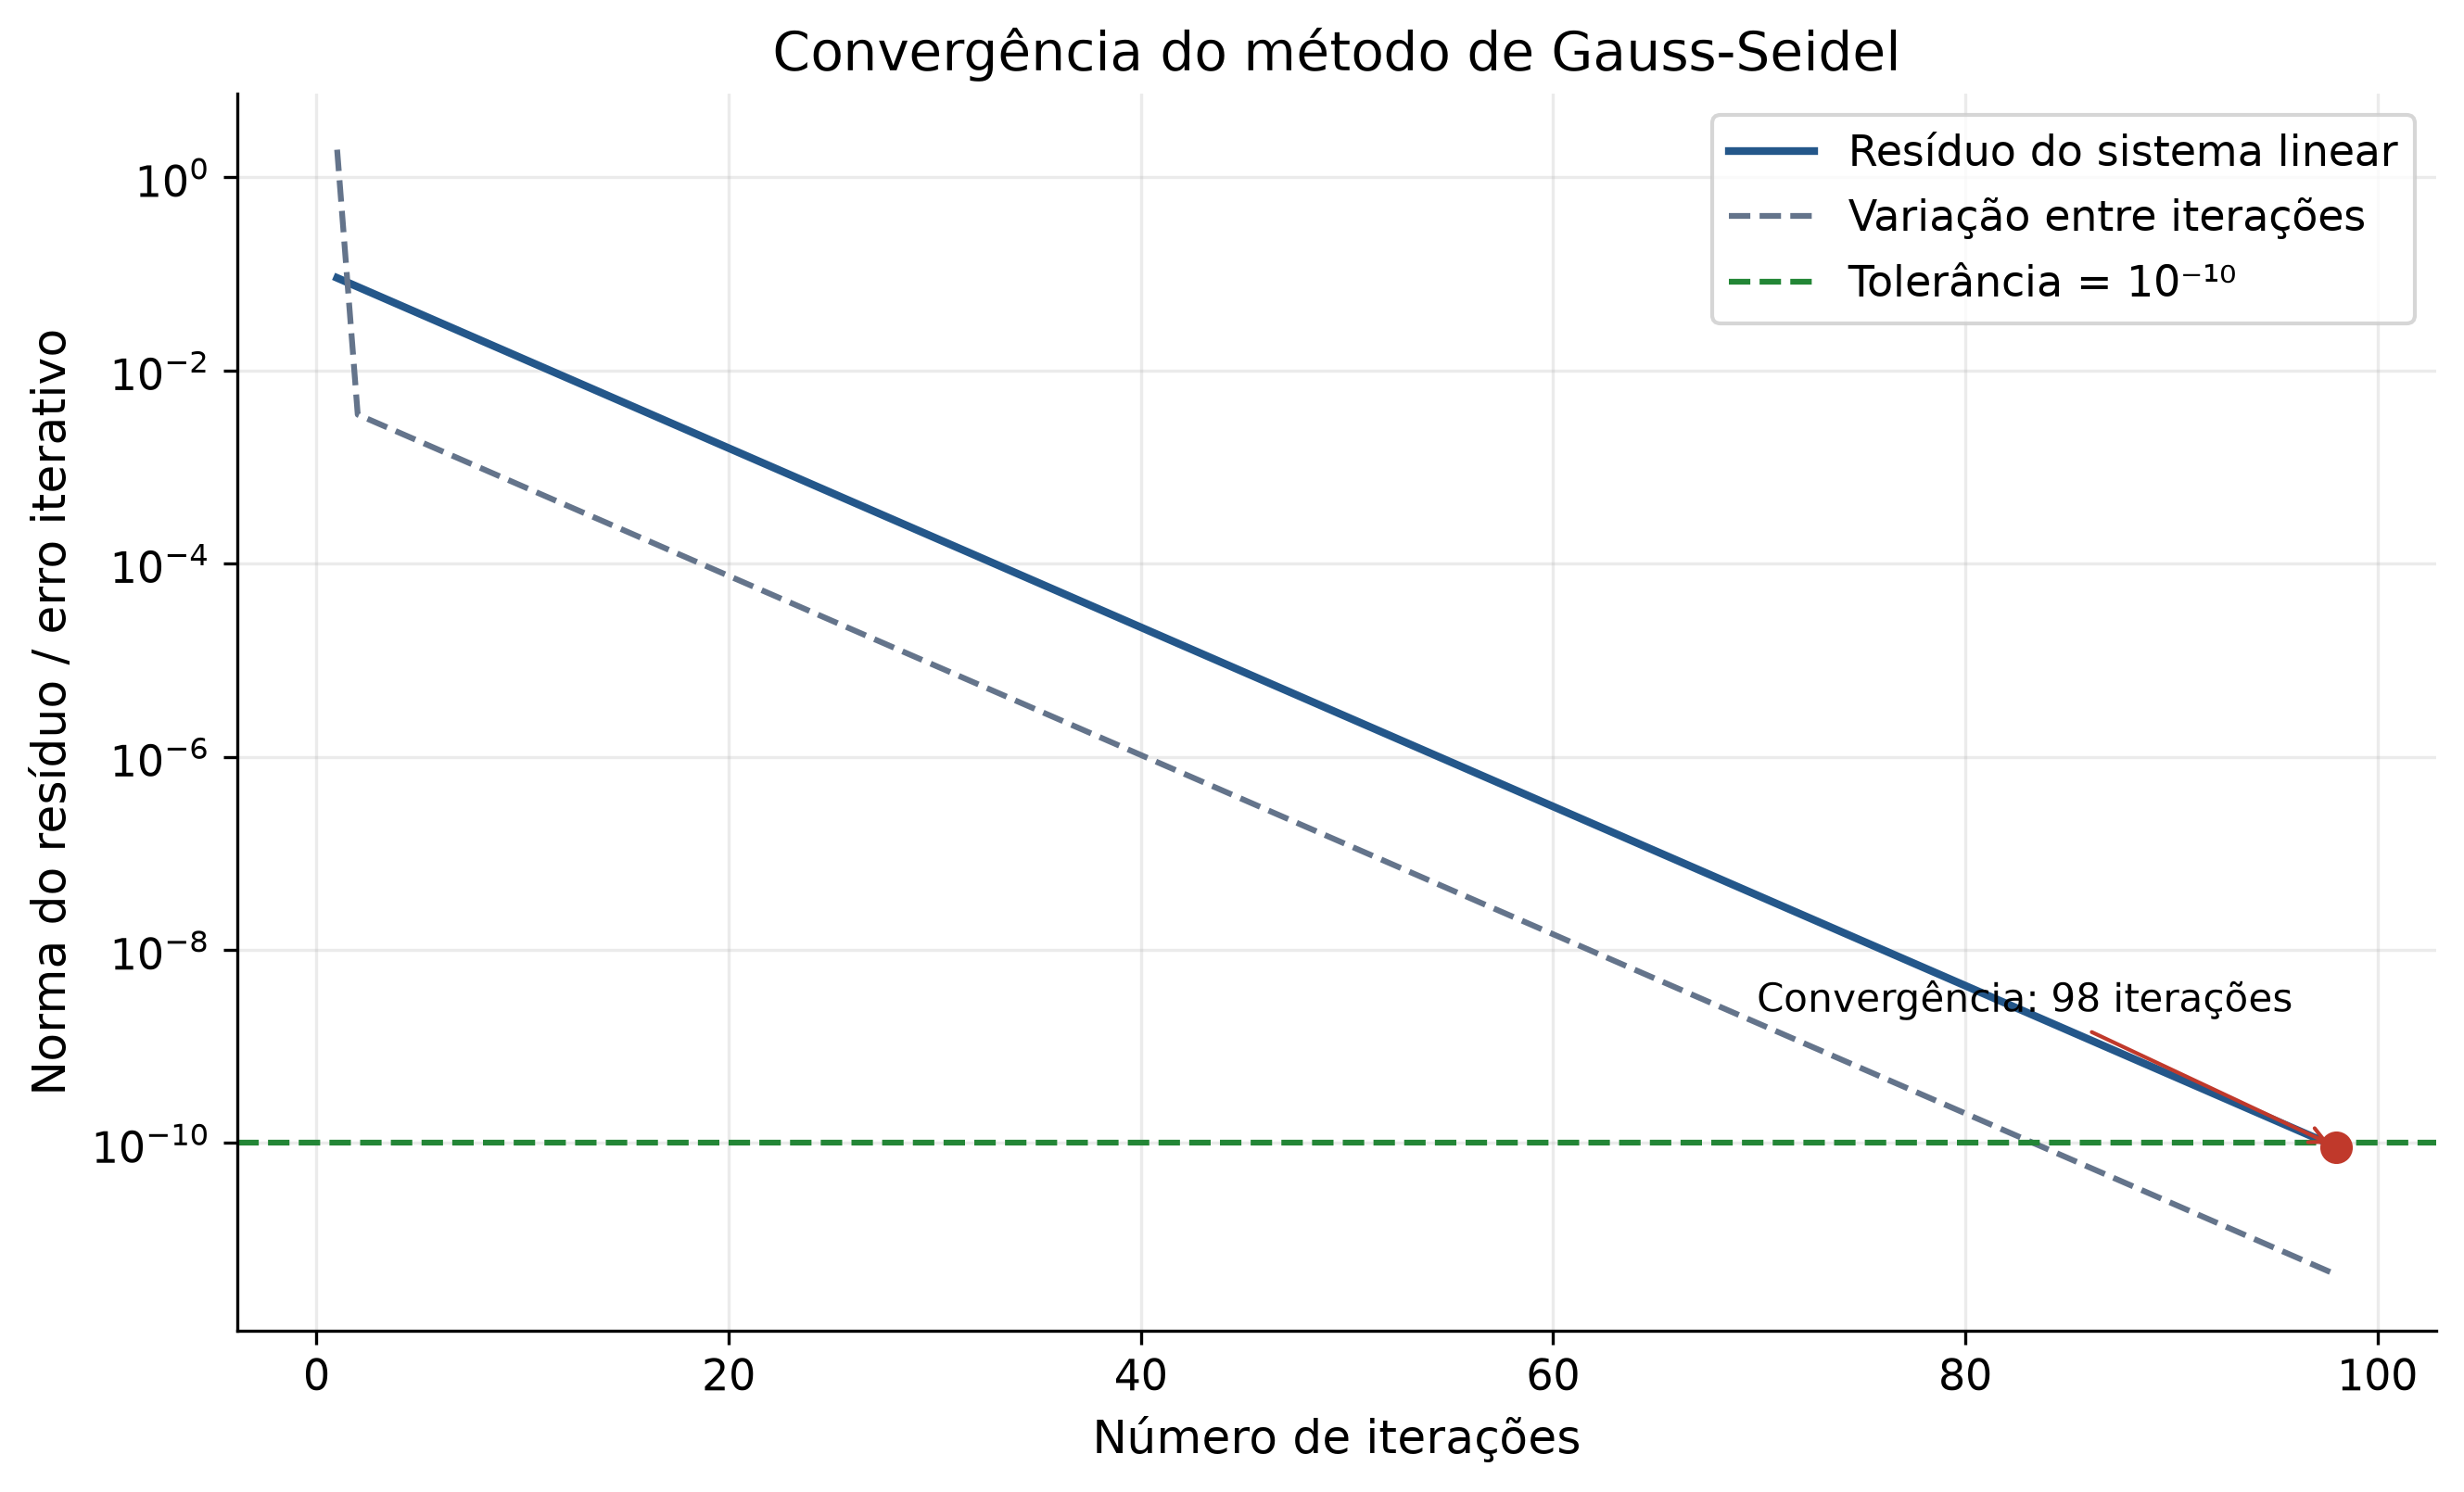 Convergência do método de Gauss-Seidel
Resíduo do sistema linear
Variação entre iterações
Tolerância = 10⁻¹⁰
Norma do resíduo / erro iterativo
10⁰
10⁻²
10⁻⁴
10⁻⁶
10⁻⁸
10⁻¹⁰
Convergência: 98 iterações
0 20 40 60 80 100
Número de iterações